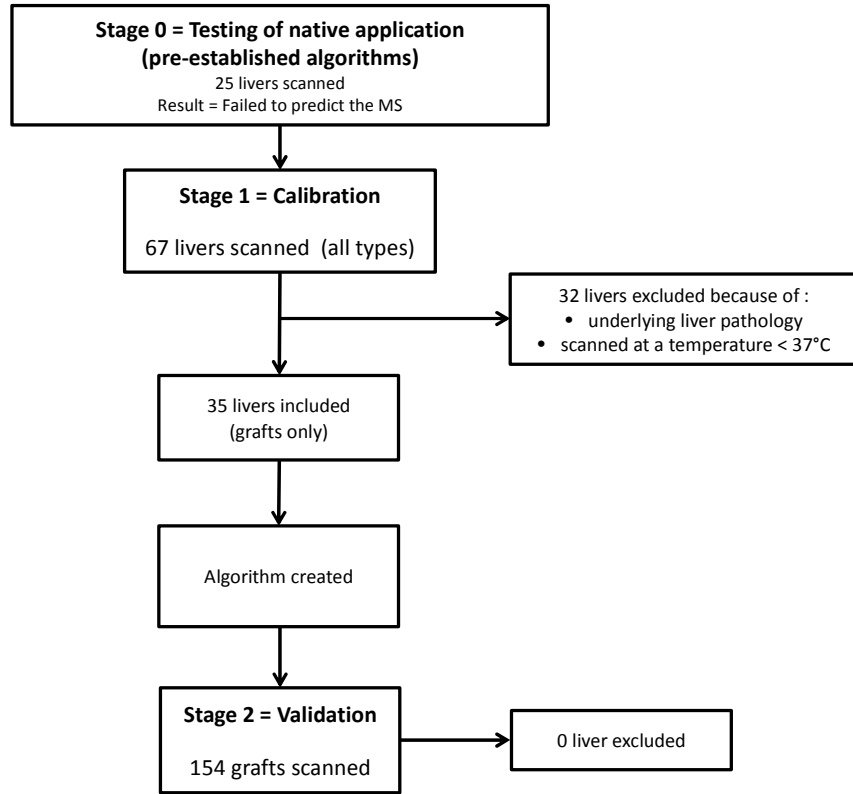 Stage 0 = Testing of native application
(pre-established algorithms)
25 livers scanned
Result = Failed to predict the MS
Stage 1 = Calibration
67 livers scanned (all types)
32 livers excluded because of :
• underlying liver pathology
• scanned at a temperature < 37°C
35 livers included
(grafts only)
Algorithm created
Stage 2 = Validation
154 grafts scanned
0 liver excluded